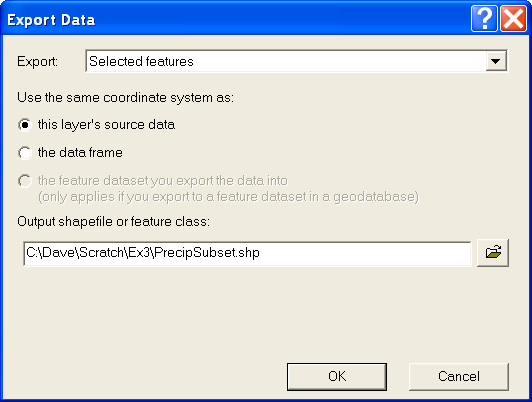 Export Data
Export: Selected features
Use the same coordinate system as:
this layer's source data
the data frame
the feature dataset you export the data into
(only applies if you export to a feature dataset in a geodatabase)
Output shapefile or feature class:
C:\Dave\Scratch\Ex3\PrecipSubset.shp
OK Cancel